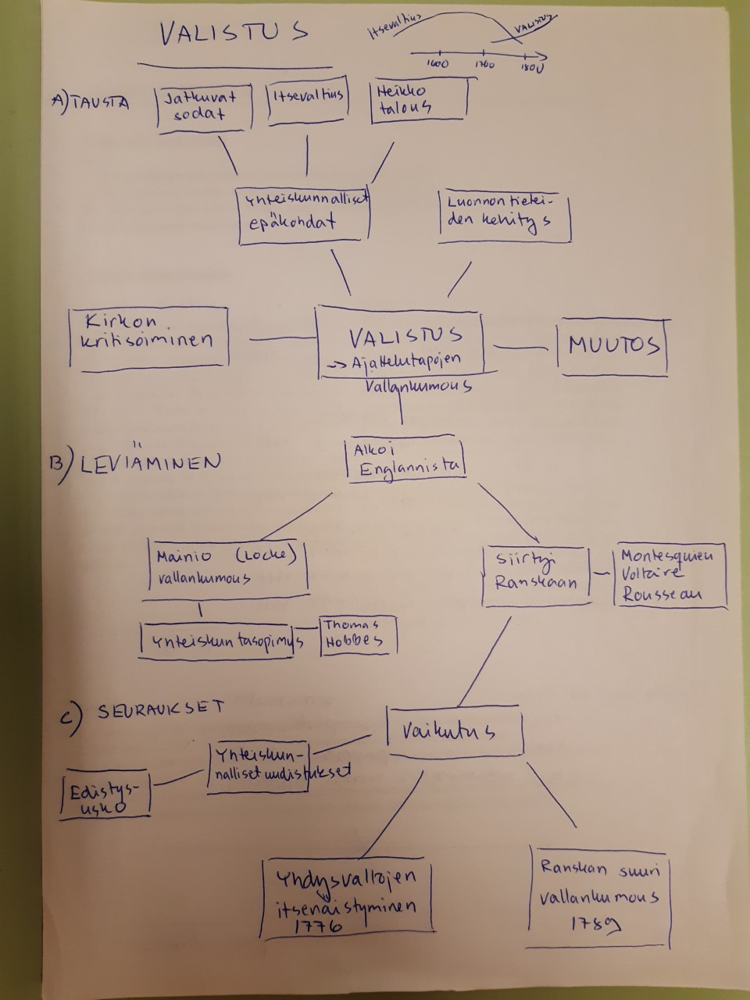 VALISTUS
Itsevaltius
VALISTUS
1600 1700 1800
A) TAUSTA
Jatkuvat
sodat
Itsevaltius
Heikko
talous
Yhteiskunnalliset
epäkohdat
Luonnontietei-
den kehitys
Kirkon
kritisoiminen
VALISTUS
-> Ajattelutapojen
Vallankumous
MUUTOS
B) LEVIÄMINEN
Alkoi
Englannista
Mainio (Locke)
vallankumous
Siirtyi
Ranskaan
Montesquieu
Voltaire
Rousseau
Yhteiskuntasopimus
Thomas
Hobbes
C) SEURAUKSET
Vaikutus
Yhteiskun-
nalliset uudistukset
Edistys-
usko
Yhdysvaltojen
itsenäistyminen
1776
Ranskan suuri
vallankumous
1789